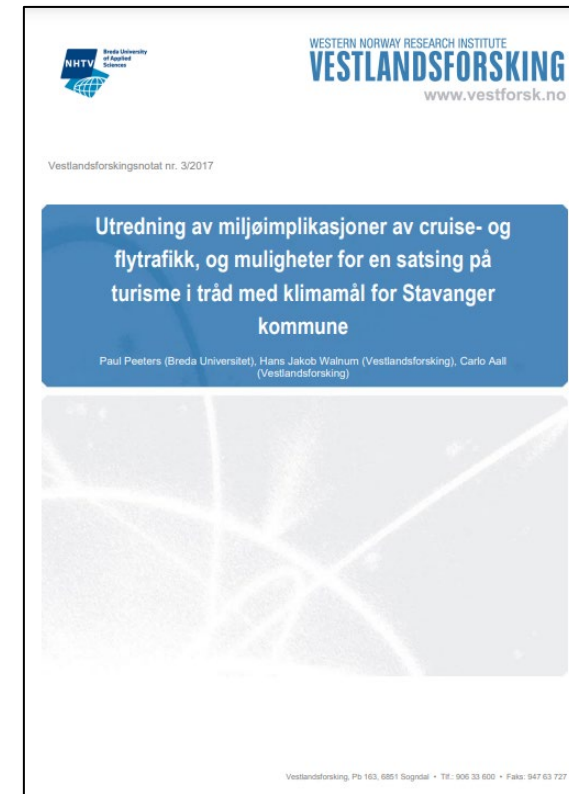 NHTV
Breda University
of Applied
Sciences
WESTERN NORWAY RESEARCH INSTITUTE
VESTLANDSFORSKING
www.vestforsk.no
Vestlandsforskingsnotat nr. 3/2017
Utredning av miljøimplikasjoner av cruise- og
flytrafikk, og muligheter for en satsing på
turisme i tråd med klimamål for Stavanger
kommune
Paul Peeters (Breda Universitet), Hans Jakob Walnum (Vestlandsforsking), Carlo Aall
(Vestlandsforsking)
Vestlandsforsking, Pb 163, 6851 Sogndal • Tlf.: 906 33 600 • Faks: 947 63 727